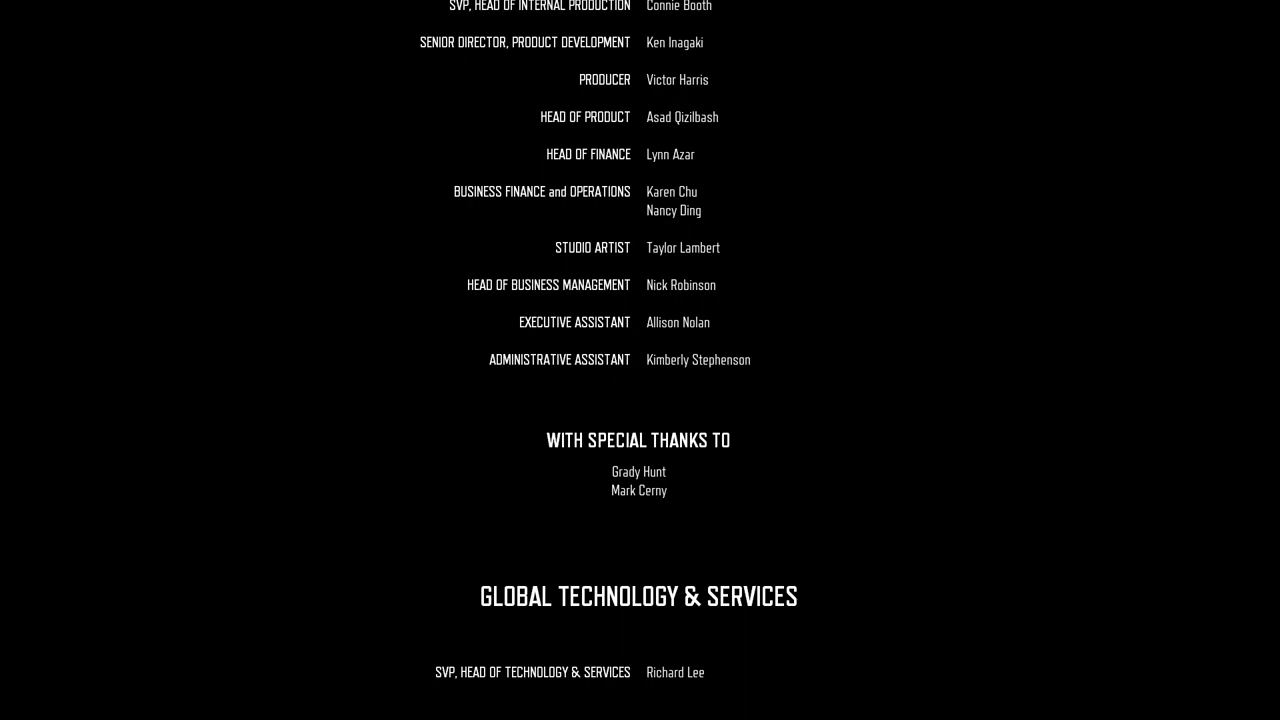 SVP, HEAD OF INTERNAL PRODUCTION Connie Booth
SENIOR DIRECTOR, PRODUCT DEVELOPMENT Ken Inagaki
PRODUCER Victor Harris
HEAD OF PRODUCT Asad Qizilbash
HEAD OF FINANCE Lynn Azar
BUSINESS FINANCE and OPERATIONS Karen Chu
Nancy Ding
STUDIO ARTIST Taylor Lambert
HEAD OF BUSINESS MANAGEMENT Nick Robinson
EXECUTIVE ASSISTANT Allison Nolan
ADMINISTRATIVE ASSISTANT Kimberly Stephenson
WITH SPECIAL THANKS TO
Grady Hunt
Mark Cerny
GLOBAL TECHNOLOGY & SERVICES
SVP, HEAD OF TECHNOLOGY & SERVICES Richard Lee